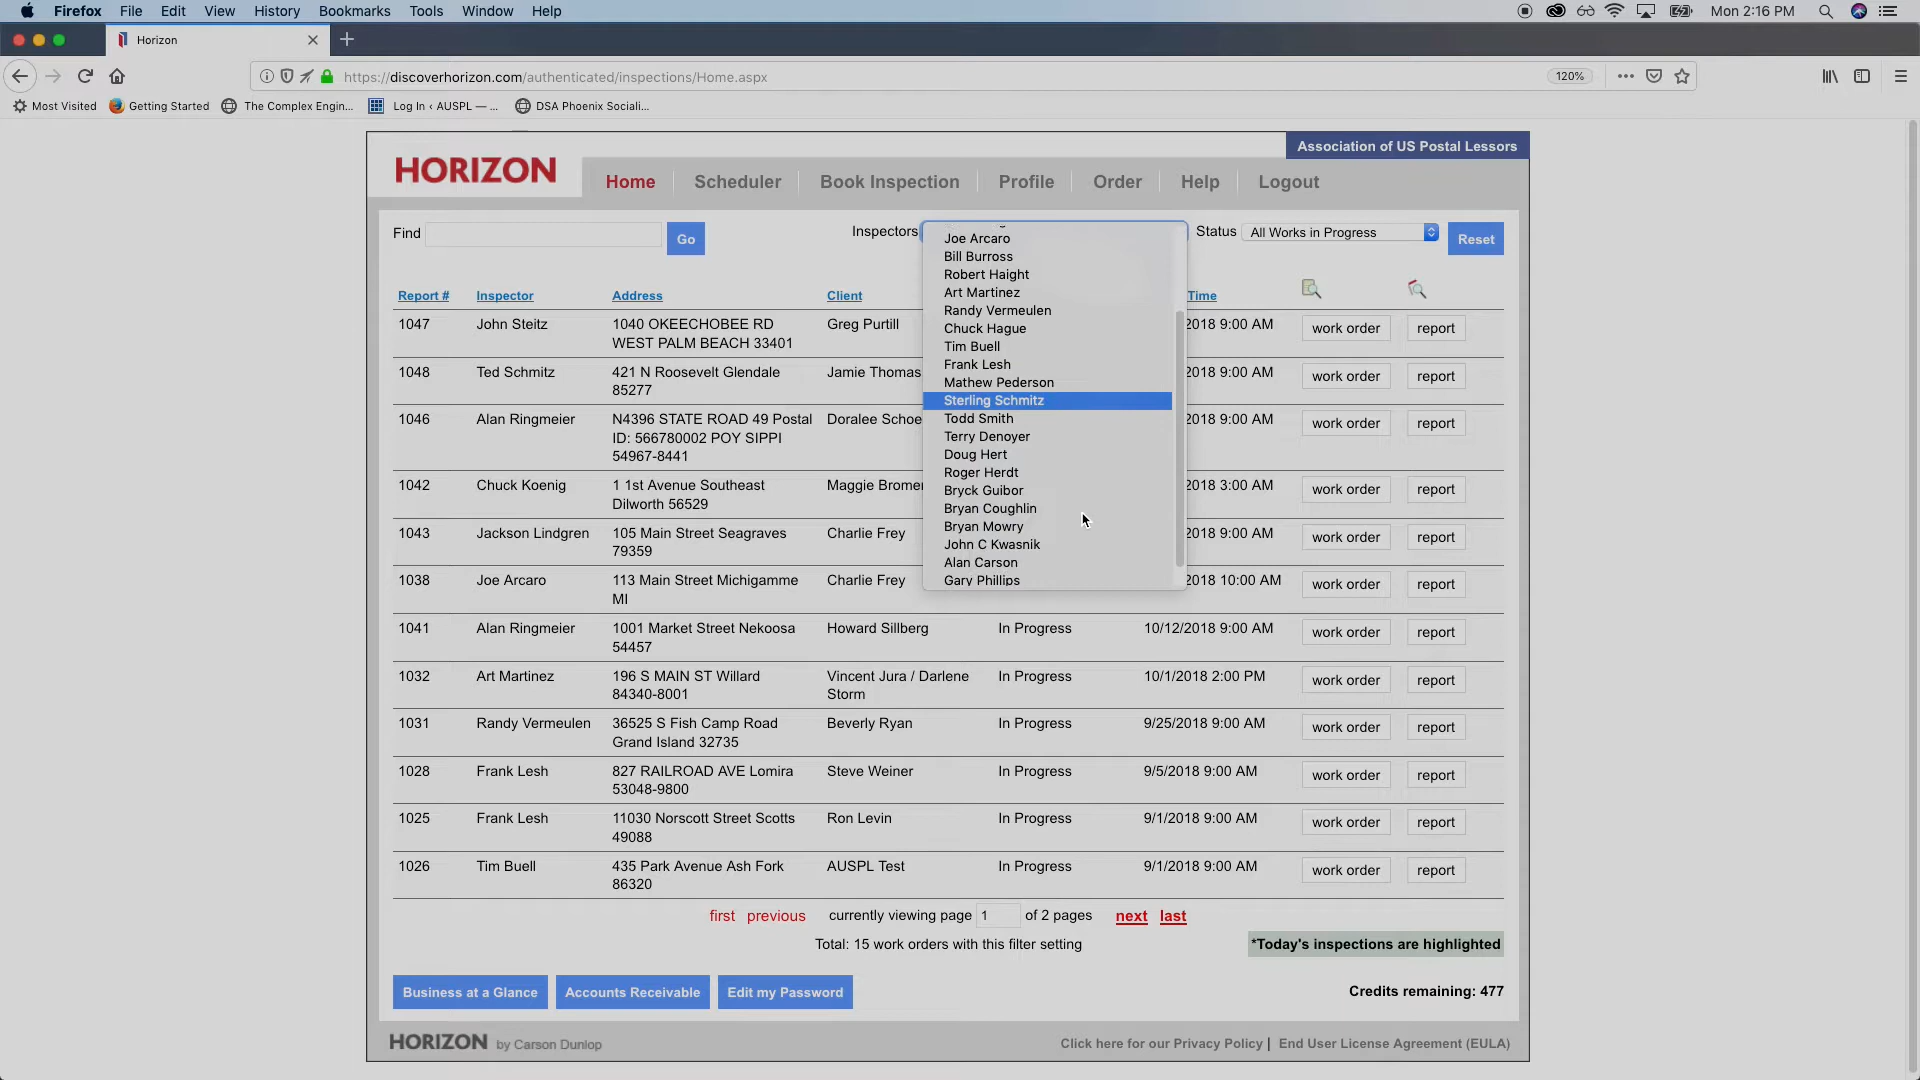 Firefox File Edit View History Bookmarks Tools Window Help Mon 2:16 PM
Horizon
https://discoverhorizon.com/authenticated/inspections/Home.aspx 120%
Most Visited Getting Started The Complex Engin... Log In ‹ AUSPL — ... DSA Phoenix Sociali...
Association of US Postal Lessors
HORIZON Home Scheduler Book Inspection Profile Order Help Logout
Find Go Inspectors Status All Works in Progress Reset
Joe Arcaro
Bill Burross
Robert Haight
Art Martinez
Randy Vermeulen
Chuck Hague
Tim Buell
Frank Lesh
Mathew Pederson
Sterling Schmitz
Todd Smith
Terry Denoyer
Doug Hert
Roger Herdt
Bryck Guibor
Bryan Coughlin
Bryan Mowry
John C Kwasnik
Alan Carson
Gary Phillips
Report # Inspector Address Client Time
1047 John Steitz 1040 OKEECHOBEE RD Greg Purtill 2018 9:00 AM work order report
WEST PALM BEACH 33401
1048 Ted Schmitz 421 N Roosevelt Glendale Jamie Thomas 2018 9:00 AM work order report
85277
1046 Alan Ringmeier N4396 STATE ROAD 49 Postal Doralee Schoe 2018 9:00 AM work order report
ID: 566780002 POY SIPPI
54967-8441
1042 Chuck Koenig 1 1st Avenue Southeast Maggie Bromer 2018 3:00 AM work order report
Dilworth 56529
1043 Jackson Lindgren 105 Main Street Seagraves Charlie Frey 2018 9:00 AM work order report
79359
1038 Joe Arcaro 113 Main Street Michigamme Charlie Frey 2018 10:00 AM work order report
MI
1041 Alan Ringmeier 1001 Market Street Nekoosa Howard Sillberg In Progress 10/12/2018 9:00 AM work order report
54457
1032 Art Martinez 196 S MAIN ST Willard Vincent Jura / Darlene In Progress 10/1/2018 2:00 PM work order report
84340-8001 Storm
1031 Randy Vermeulen 36525 S Fish Camp Road Beverly Ryan In Progress 9/25/2018 9:00 AM work order report
Grand Island 32735
1028 Frank Lesh 827 RAILROAD AVE Lomira Steve Weiner In Progress 9/5/2018 9:00 AM work order report
53048-9800
1025 Frank Lesh 11030 Norscott Street Scotts Ron Levin In Progress 9/1/2018 9:00 AM work order report
49088
1026 Tim Buell 435 Park Avenue Ash Fork AUSPL Test In Progress 9/1/2018 9:00 AM work order report
86320
first previous currently viewing page 1 of 2 pages next last
Total: 15 work orders with this filter setting *Today's inspections are highlighted
Business at a Glance Accounts Receivable Edit my Password Credits remaining: 477
HORIZON by Carson Dunlop Click here for our Privacy Policy | End User License Agreement (EULA)